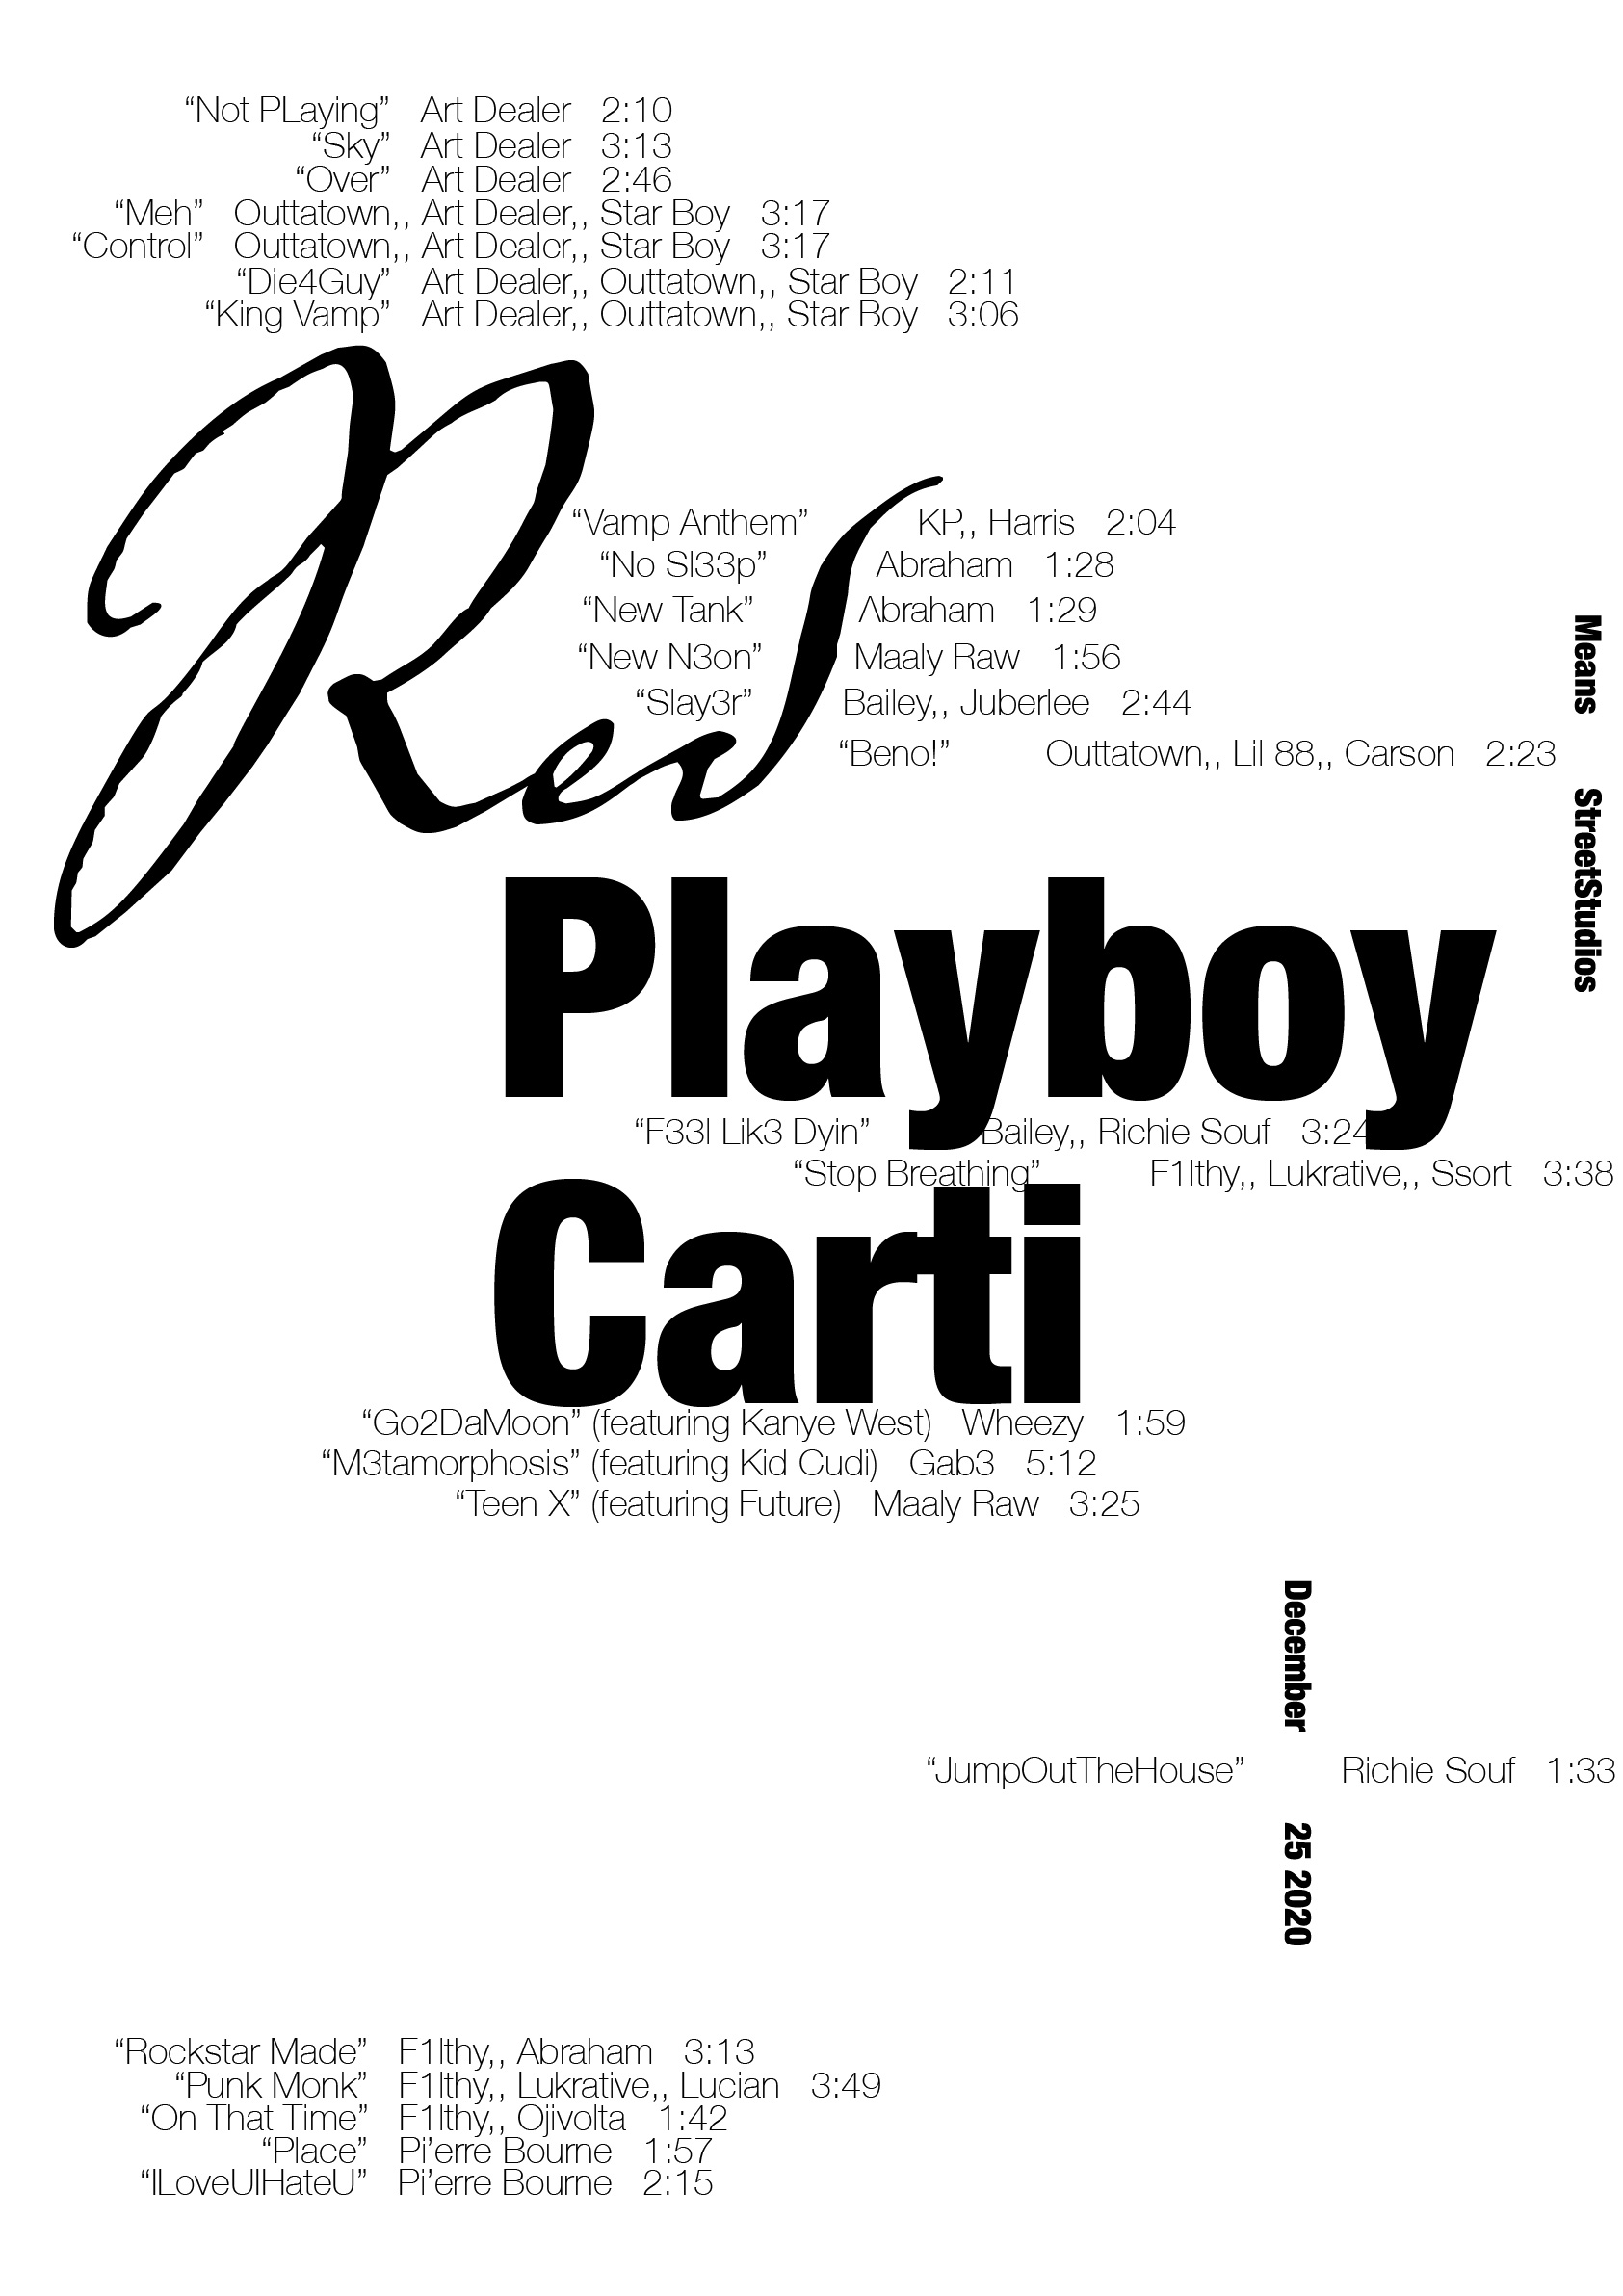 “Not PLaying” Art Dealer 2:10
“Sky” Art Dealer 3:13
“Over” Art Dealer 2:46
“Meh” Outtatown,, Art Dealer,, Star Boy 3:17
“Control” Outtatown,, Art Dealer,, Star Boy 3:17
“Die4Guy” Art Dealer,, Outtatown,, Star Boy 2:11
“King Vamp” Art Dealer,, Outtatown,, Star Boy 3:06
Red
“Vamp Anthem” KP,, Harris 2:04
“No Sl33p” Abraham 1:28
“New Tank” Abraham 1:29
“New N3on” Maaly Raw 1:56
“Slay3r” Bailey,, Juberlee 2:44
“Beno!” Outtatown,, Lil 88,, Carson 2:23
Means StreetStudios
Playboy
“F33l Lik3 Dyin” Bailey,, Richie Souf 3:24
“Stop Breathing” F1lthy,, Lukrative,, Ssort 3:38
Carti
“Go2DaMoon” (featuring Kanye West) Wheezy 1:59
“M3tamorphosis” (featuring Kid Cudi) Gab3 5:12
“Teen X” (featuring Future) Maaly Raw 3:25
December 25 2020
“JumpOutTheHouse” Richie Souf 1:33
“Rockstar Made” F1lthy,, Abraham 3:13
“Punk Monk” F1lthy,, Lukrative,, Lucian 3:49
“On That Time” F1lthy,, Ojivolta 1:42
“Place” Pi’erre Bourne 1:57
“ILoveUIHateU” Pi’erre Bourne 2:15